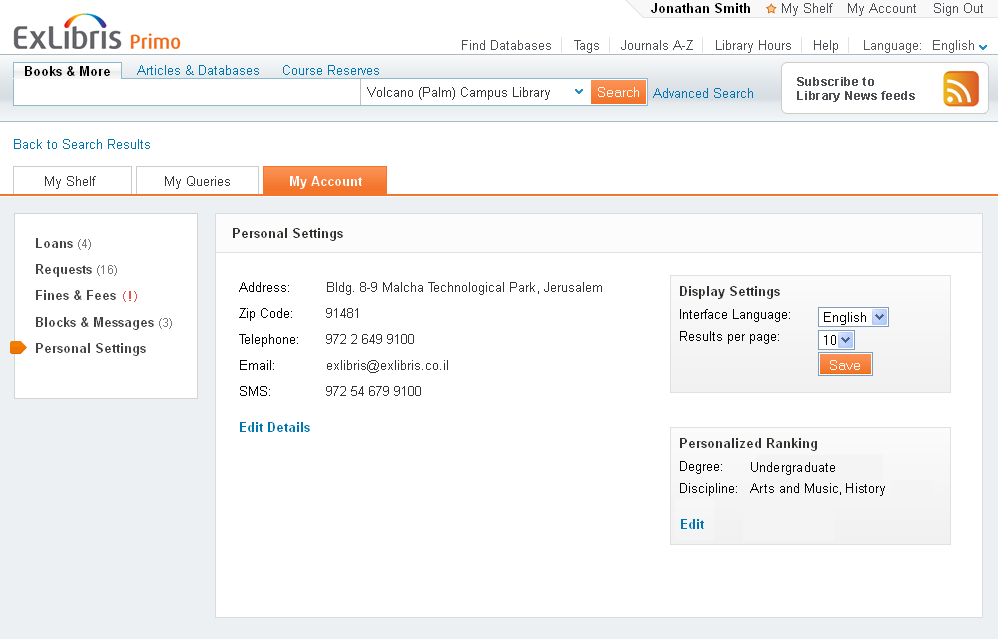 Jonathan Smith My Shelf My Account Sign Out
ExLibris Primo
Find Databases Tags Journals A-Z Library Hours Help Language: English
Books & More Articles & Databases Course Reserves
Volcano (Palm) Campus Library Search Advanced Search
Subscribe to
Library News feeds
Back to Search Results
My Shelf My Queries My Account
Loans (4)
Requests (16)
Fines & Fees (!)
Blocks & Messages (3)
Personal Settings
Personal Settings
Address: Bldg. 8-9 Malcha Technological Park, Jerusalem
Zip Code: 91481
Telephone: 972 2 649 9100
Email: exlibris@exlibris.co.il
SMS: 972 54 679 9100
Edit Details
Display Settings
Interface Language: English
Results per page: 10
Save
Personalized Ranking
Degree: Undergraduate
Discipline: Arts and Music, History
Edit